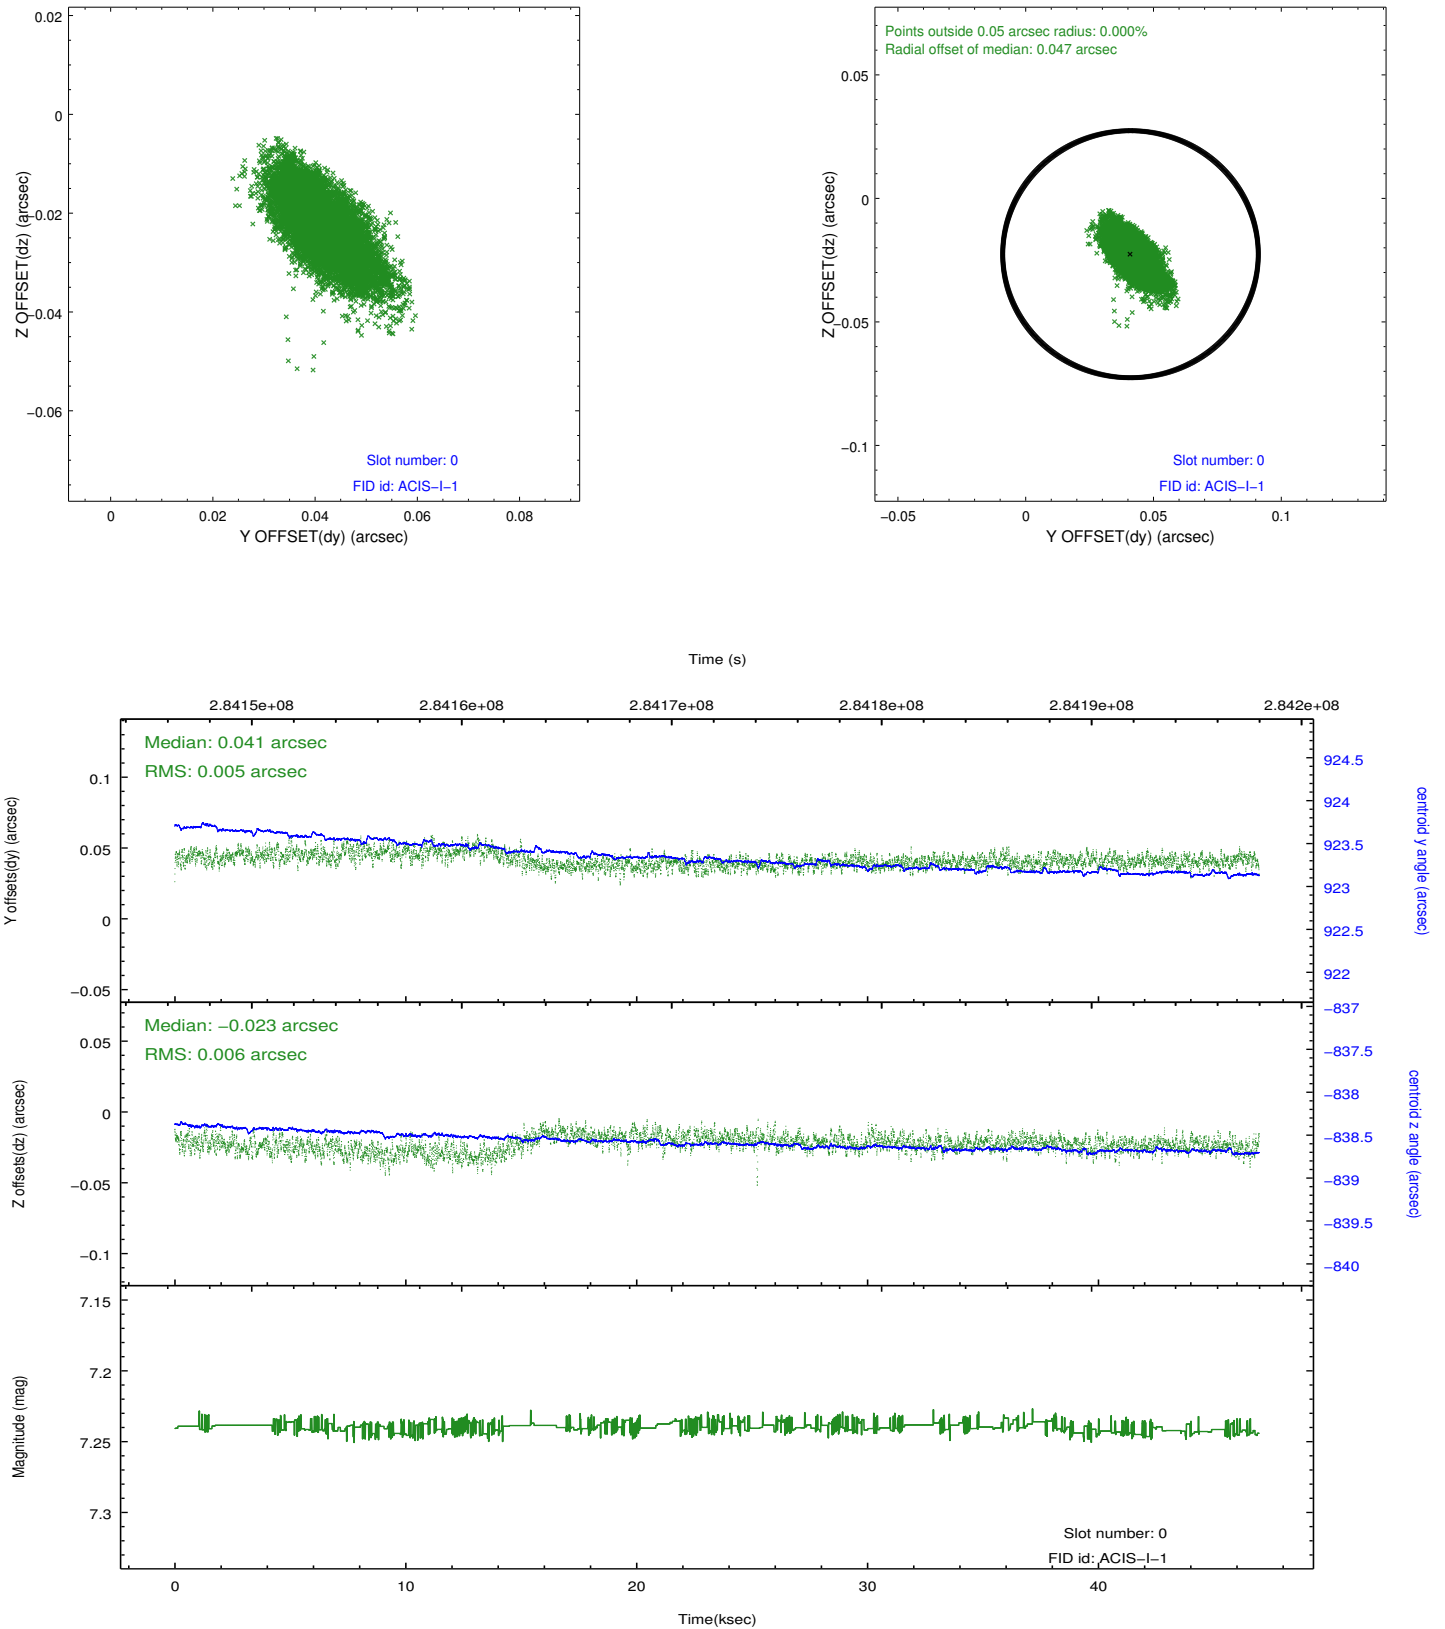 0.02
0
−0.02
−0.04
−0.06
Z OFFSET(dz) (arcsec)
Slot number: 0
FID id: ACIS−I−1
0
0.02
0.04
0.06
0.08
Y OFFSET(dy) (arcsec)
Points outside 0.05 arcsec radius: 0.000%
Radial offset of median: 0.047 arcsec
0.05
0
−0.05
−0.1
Z OFFSET(dz) (arcsec)
Slot number: 0
FID id: ACIS−I−1
−0.05
0
0.05
0.1
Y OFFSET(dy) (arcsec)
Time (s)
2.8415e+08
2.8416e+08
2.8417e+08
2.8418e+08
2.8419e+08
2.842e+08
Median: 0.041 arcsec
RMS: 0.005 arcsec
0.1
0.05
0
−0.05
Y offsets(dy) (arcsec)
924.5
924
923.5
923
922.5
922
centroid y angle (arcsec)
Median: −0.023 arcsec
RMS: 0.006 arcsec
0.05
0
−0.05
−0.1
Z offsets(dz) (arcsec)
−837
−837.5
−838
−838.5
−839
−839.5
−840
centroid z angle (arcsec)
7.15
7.2
7.25
7.3
Magnitude (mag)
Slot number: 0
FID id: ACIS−I−1
0
10
20
30
40
Time(ksec)